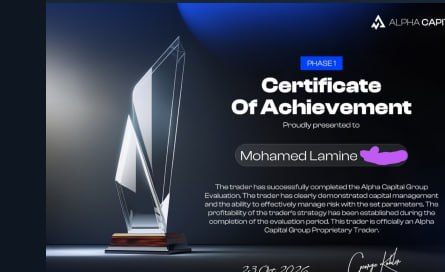 ALPHA CAPI
PHASE 1
Certificate
Of Achievement
Proudly presented to
Mohamed Lamine
The trader has successfully completed the Alpha Capital Group
Evaluation. The trader has clearly demonstrated capital management
and the ability to effectively manage risk with the set parameters. The
profitability of the trader's strategy has been established during the
completion of the evaluation period. This trader is officially an Alpha
Capital Group Proprietary Trader.